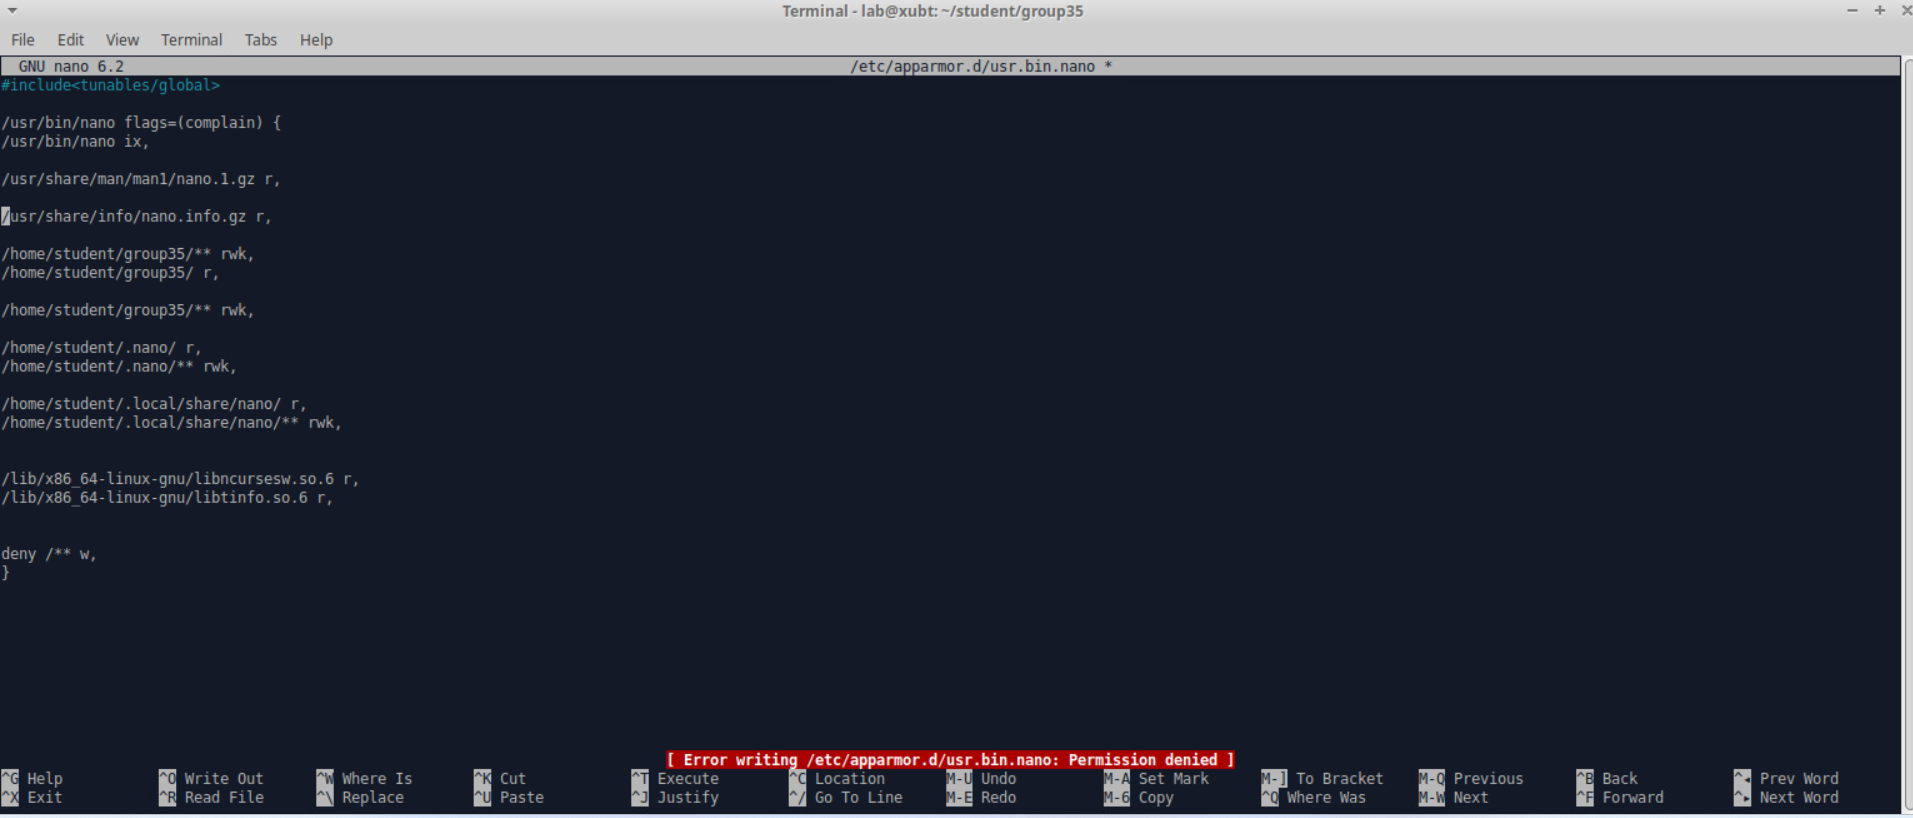 Terminal - lab@xubt: ~/student/group35
File Edit View Terminal Tabs Help
GNU nano 6.2 /etc/apparmor.d/usr.bin.nano *
#include<tunables/global>
/usr/bin/nano flags=(complain) {
/usr/bin/nano ix,
/usr/share/man/man1/nano.1.gz r,
/usr/share/info/nano.info.gz r,
/home/student/group35/** rwk,
/home/student/group35/ r,
/home/student/group35/** rwk,
/home/student/.nano/ r,
/home/student/.nano/** rwk,
/home/student/.local/share/nano/ r,
/home/student/.local/share/nano/** rwk,
/lib/x86_64-linux-gnu/libncursesw.so.6 r,
/lib/x86_64-linux-gnu/libtinfo.so.6 r,
deny /** w,
}
[ Error writing /etc/apparmor.d/usr.bin.nano: Permission denied ]
^G Help ^O Write Out ^W Where Is ^K Cut ^T Execute ^C Location M-U Undo M-A Set Mark M-] To Bracket M-Q Previous ^B Back ^◂ Prev Word
^X Exit ^R Read File ^\ Replace ^U Paste ^J Justify ^/ Go To Line M-E Redo M-6 Copy ^Q Where Was M-W Next ^F Forward ^▸ Next Word